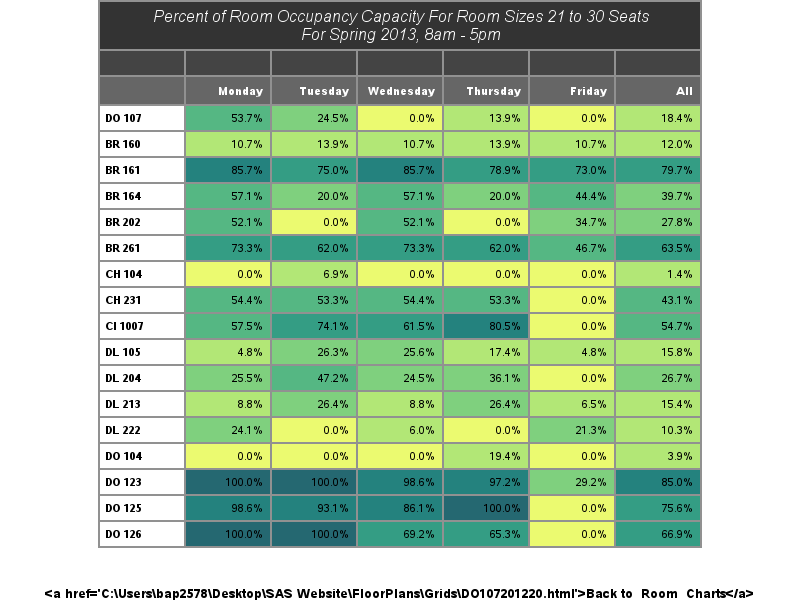 Percent of Room Occupancy Capacity For Room Sizes 21 to 30 Seats
For Spring 2013, 8am - 5pm
Monday Tuesday Wednesday Thursday Friday All
DO 107 53.7% 24.5% 0.0% 13.9% 0.0% 18.4%
BR 160 10.7% 13.9% 10.7% 13.9% 10.7% 12.0%
BR 161 85.7% 75.0% 85.7% 78.9% 73.0% 79.7%
BR 164 57.1% 20.0% 57.1% 20.0% 44.4% 39.7%
BR 202 52.1% 0.0% 52.1% 0.0% 34.7% 27.8%
BR 261 73.3% 62.0% 73.3% 62.0% 46.7% 63.5%
CH 104 0.0% 6.9% 0.0% 0.0% 0.0% 1.4%
CH 231 54.4% 53.3% 54.4% 53.3% 0.0% 43.1%
CI 1007 57.5% 74.1% 61.5% 80.5% 0.0% 54.7%
DL 105 4.8% 26.3% 25.6% 17.4% 4.8% 15.8%
DL 204 25.5% 47.2% 24.5% 36.1% 0.0% 26.7%
DL 213 8.8% 26.4% 8.8% 26.4% 6.5% 15.4%
DL 222 24.1% 0.0% 6.0% 0.0% 21.3% 10.3%
DO 104 0.0% 0.0% 0.0% 19.4% 0.0% 3.9%
DO 123 100.0% 100.0% 98.6% 97.2% 29.2% 85.0%
DO 125 98.6% 93.1% 86.1% 100.0% 0.0% 75.6%
DO 126 100.0% 100.0% 69.2% 65.3% 0.0% 66.9%
<a href='C:\Users\bap2578\Desktop\SAS Website\FloorPlans\Grids\DO107201220.html'>Back to Room Charts</a>